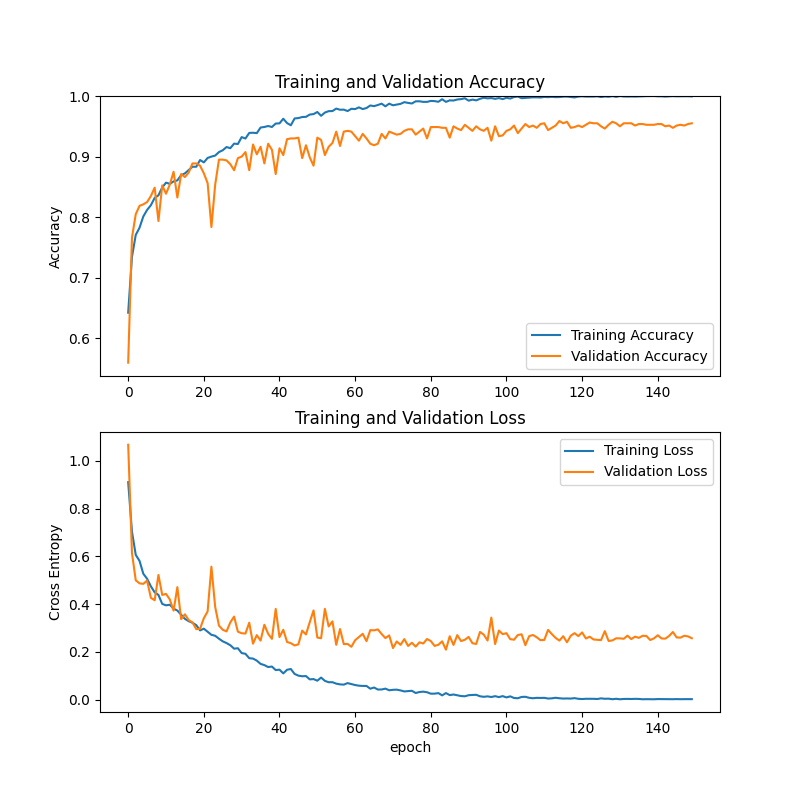 Training and Validation Accuracy
1.0
0.9
0.8
0.7
0.6
Accuracy
Training Accuracy
Validation Accuracy
0 20 40 60 80 100 120 140
Training and Validation Loss
1.0
0.8
0.6
0.4
0.2
0.0
Cross Entropy
Training Loss
Validation Loss
0 20 40 60 80 100 120 140
epoch